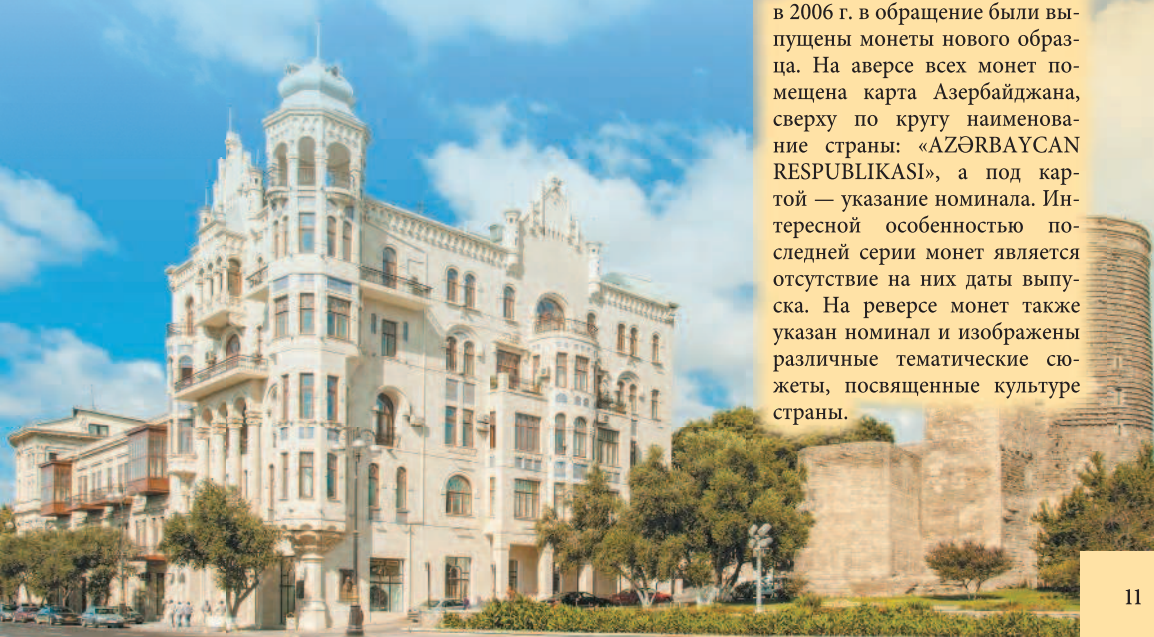 в 2006 г. в обращение были вы-
пущены монеты нового образ-
ца. На аверсе всех монет по-
мещена карта Азербайджана,
сверху по кругу наименова-
ние страны: «AZƏRBAYCAN
RESPUBLIKASI», а под кар-
той — указание номинала. Ин-
тересной особенностью по-
следней серии монет является
отсутствие на них даты выпу-
ска. На реверсе монет также
указан номинал и изображены
различные тематические сю-
жеты, посвященные культуре
страны.
11